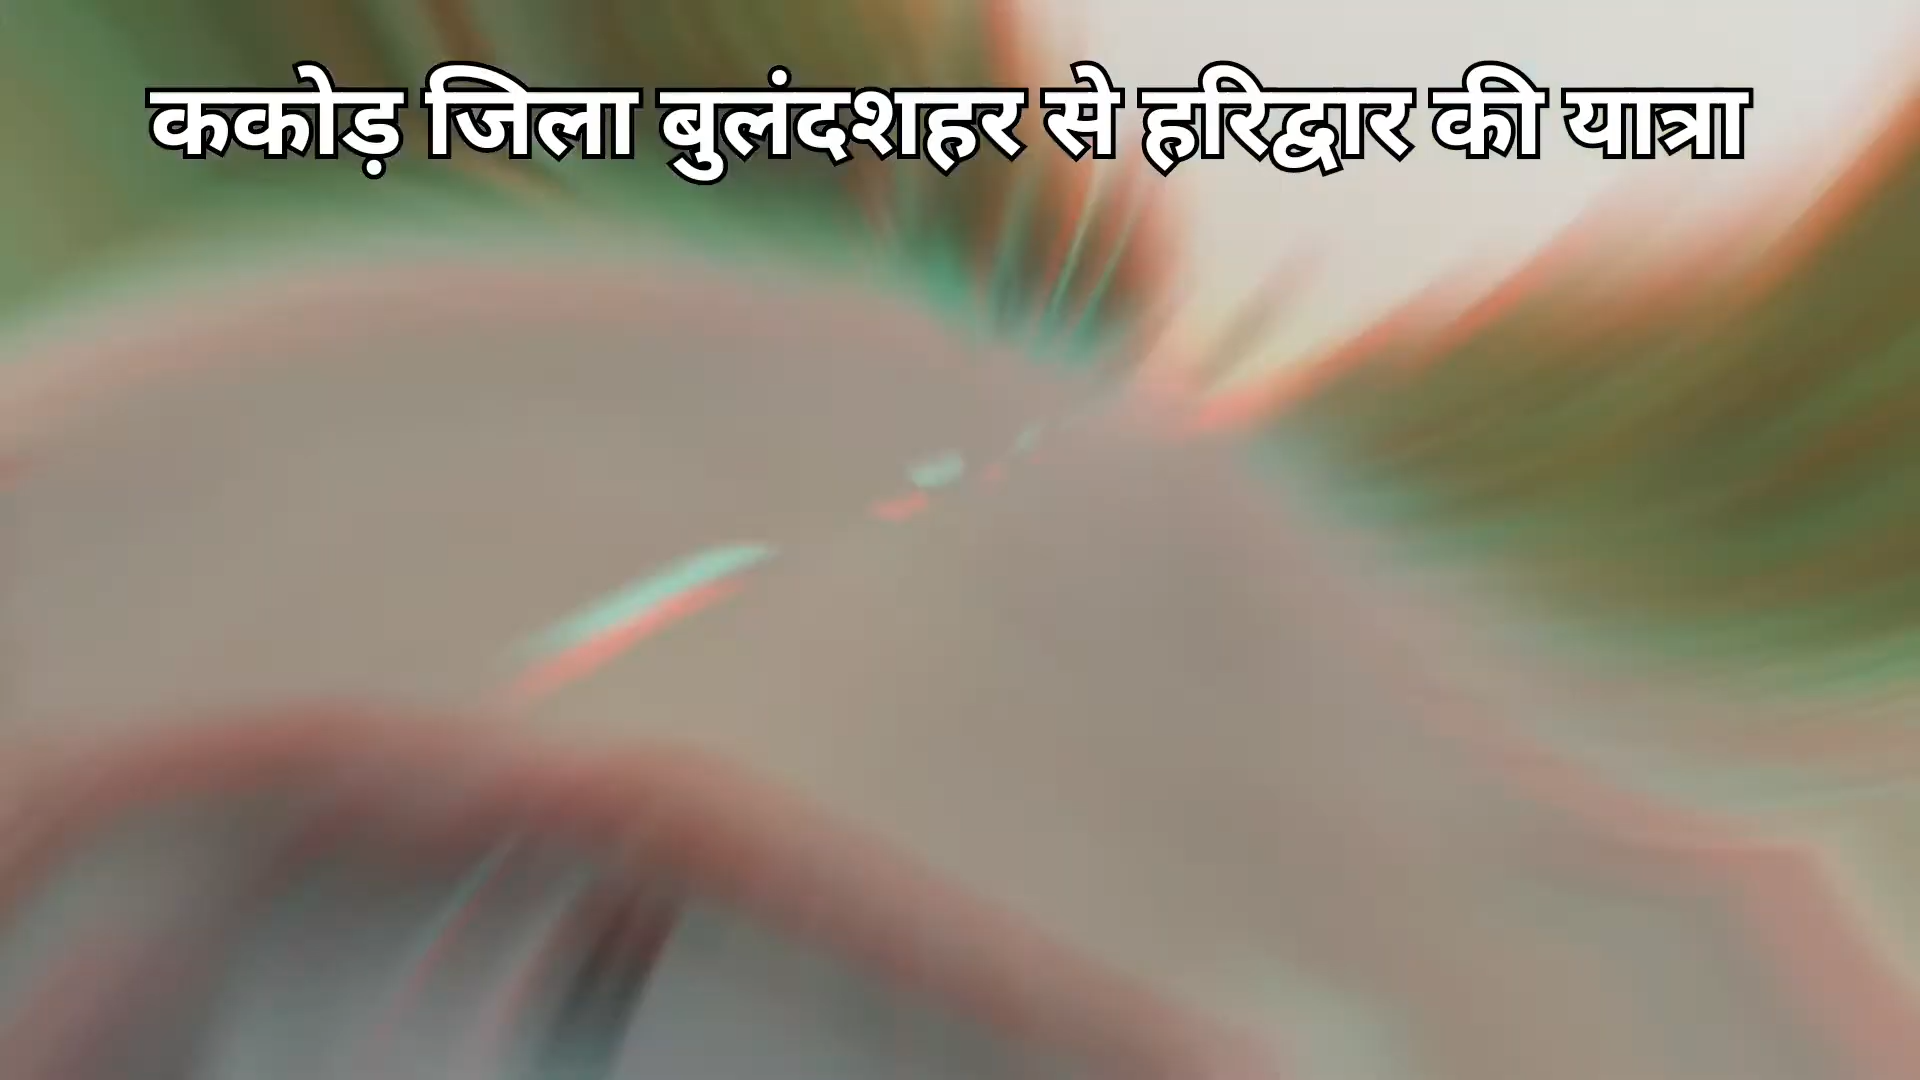 ककोड़ जिला बुलंदशहर से हरिद्वार की यात्रा